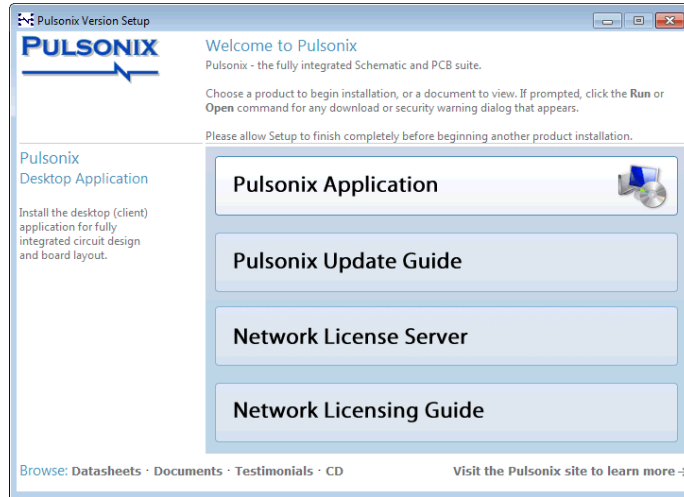 Pulsonix Version Setup
PULSONIX
Welcome to Pulsonix
Pulsonix - the fully integrated Schematic and PCB suite.
Choose a product to begin installation, or a document to view. If prompted, click the Run or
Open command for any download or security warning dialog that appears.
Please allow Setup to finish completely before beginning another product installation.
Pulsonix
Desktop Application
Install the desktop (client)
application for fully
integrated circuit design
and board layout.
Pulsonix Application
Pulsonix Update Guide
Network License Server
Network Licensing Guide
Browse: Datasheets · Documents · Testimonials · CD
Visit the Pulsonix site to learn more →